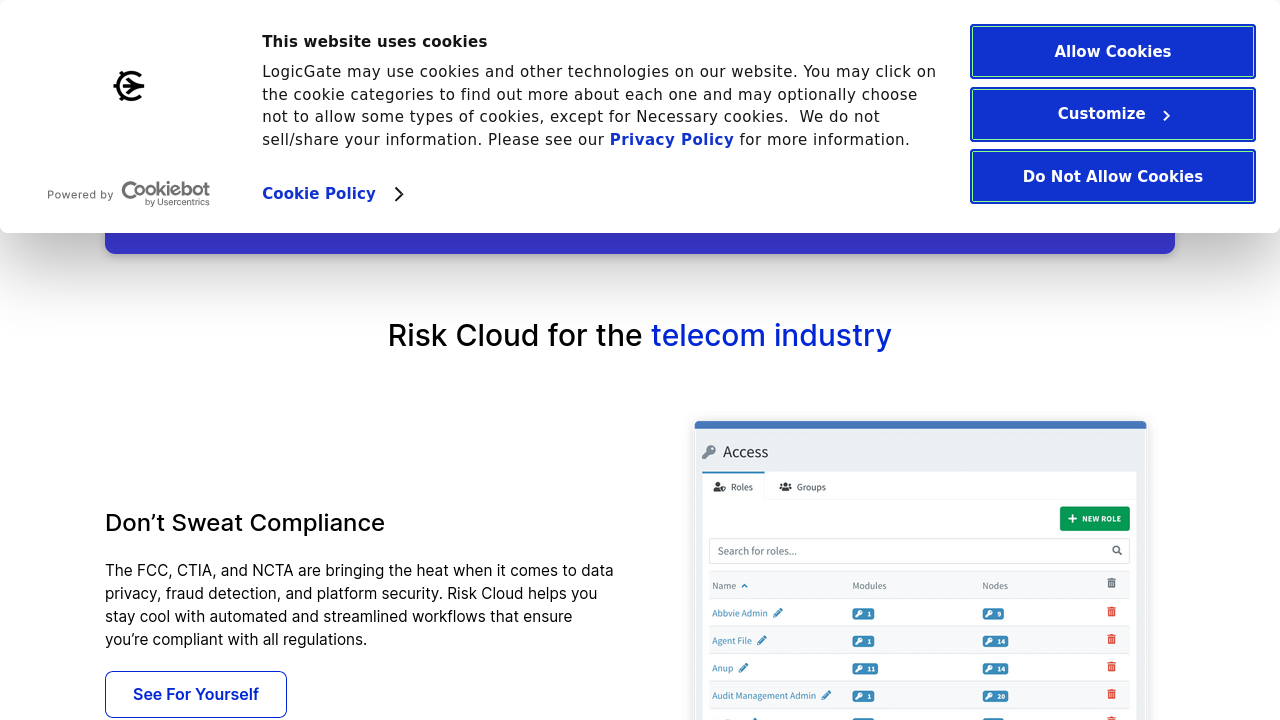 This website uses cookies
LogicGate may use cookies and other technologies on our website. You may click on
the cookie categories to find out more about each one and may optionally choose
not to allow some types of cookies, except for Necessary cookies.  We do not
sell/share your information. Please see our Privacy Policy for more information.
Powered by Cookiebot
by Usercentrics
Cookie Policy
Allow Cookies
Customize
Do Not Allow Cookies
Risk Cloud for the telecom industry
Don’t Sweat Compliance
The FCC, CTIA, and NCTA are bringing the heat when it comes to data
privacy, fraud detection, and platform security. Risk Cloud helps you
stay cool with automated and streamlined workflows that ensure
you’re compliant with all regulations.
See For Yourself
Access
Roles Groups
NEW ROLE
Search for roles...
Name Modules Nodes
Abbvie Admin 1 9
Agent File 1 14
Anup 11 14
Audit Management Admin 1 20